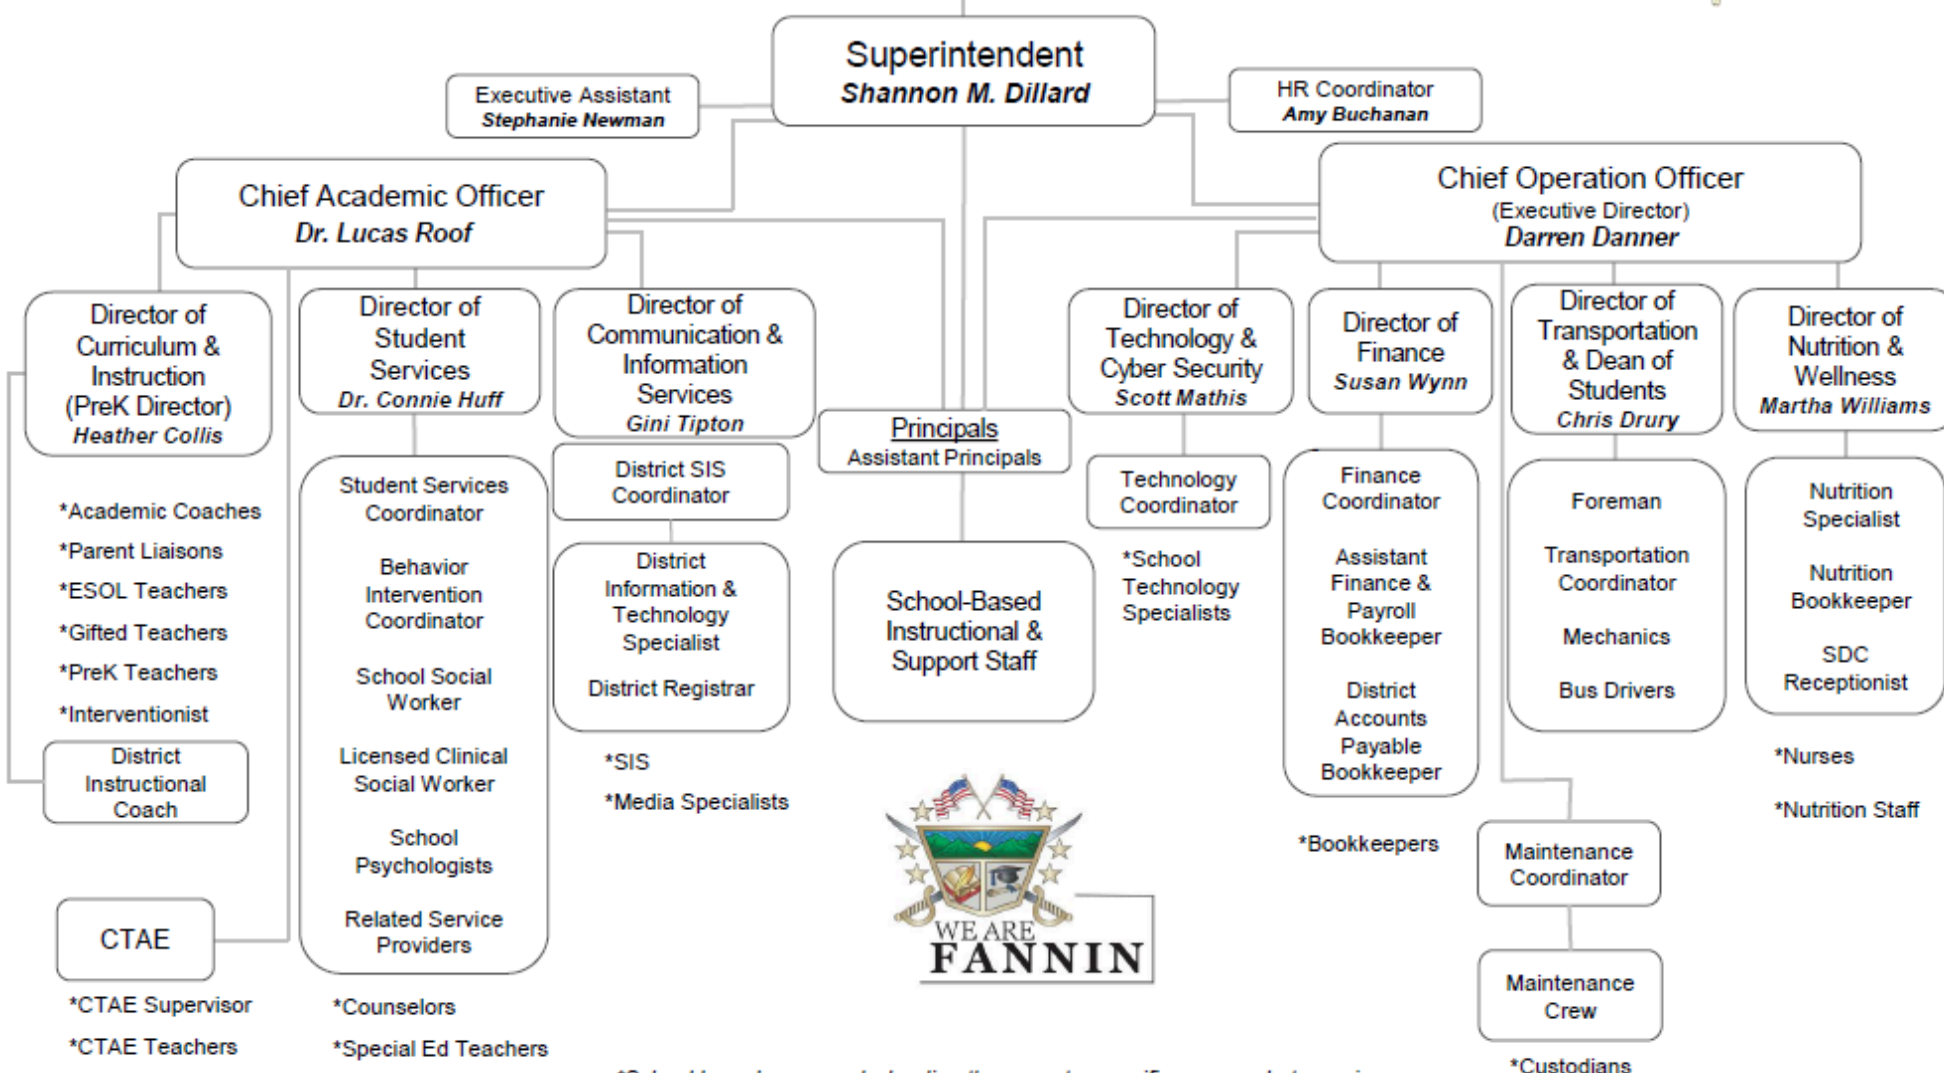 Superintendent
Shannon M. Dillard
Executive Assistant
Stephanie Newman
HR Coordinator
Amy Buchanan
Chief Academic Officer
Dr. Lucas Roof
Chief Operation Officer
(Executive Director)
Darren Danner
Director of
Curriculum &
Instruction
(PreK Director)
Heather Collis
Director of
Student
Services
Dr. Connie Huff
Director of
Communication &
Information
Services
Gini Tipton
Principals
Assistant Principals
Director of
Technology &
Cyber Security
Scott Mathis
Director of
Finance
Susan Wynn
Director of
Transportation
& Dean of
Students
Chris Drury
Director of
Nutrition &
Wellness
Martha Williams
*Academic Coaches
*Parent Liaisons
*ESOL Teachers
*Gifted Teachers
*PreK Teachers
*Interventionist
District
Instructional
Coach
CTAE
*CTAE Supervisor
*CTAE Teachers
Student Services
Coordinator
Behavior
Intervention
Coordinator
School Social
Worker
Licensed Clinical
Social Worker
School
Psychologists
Related Service
Providers
*Counselors
*Special Ed Teachers
District SIS
Coordinator
District
Information &
Technology
Specialist
District Registrar
*SIS
*Media Specialists
School-Based
Instructional &
Support Staff
WE ARE
FANNIN
Technology
Coordinator
*School
Technology
Specialists
Finance
Coordinator
Assistant
Finance &
Payroll
Bookkeeper
District
Accounts
Payable
Bookkeeper
*Bookkeepers
Foreman
Transportation
Coordinator
Mechanics
Bus Drivers
Maintenance
Coordinator
Maintenance
Crew
*Custodians
Nutrition
Specialist
Nutrition
Bookkeeper
SDC
Receptionist
*Nurses
*Nutrition Staff